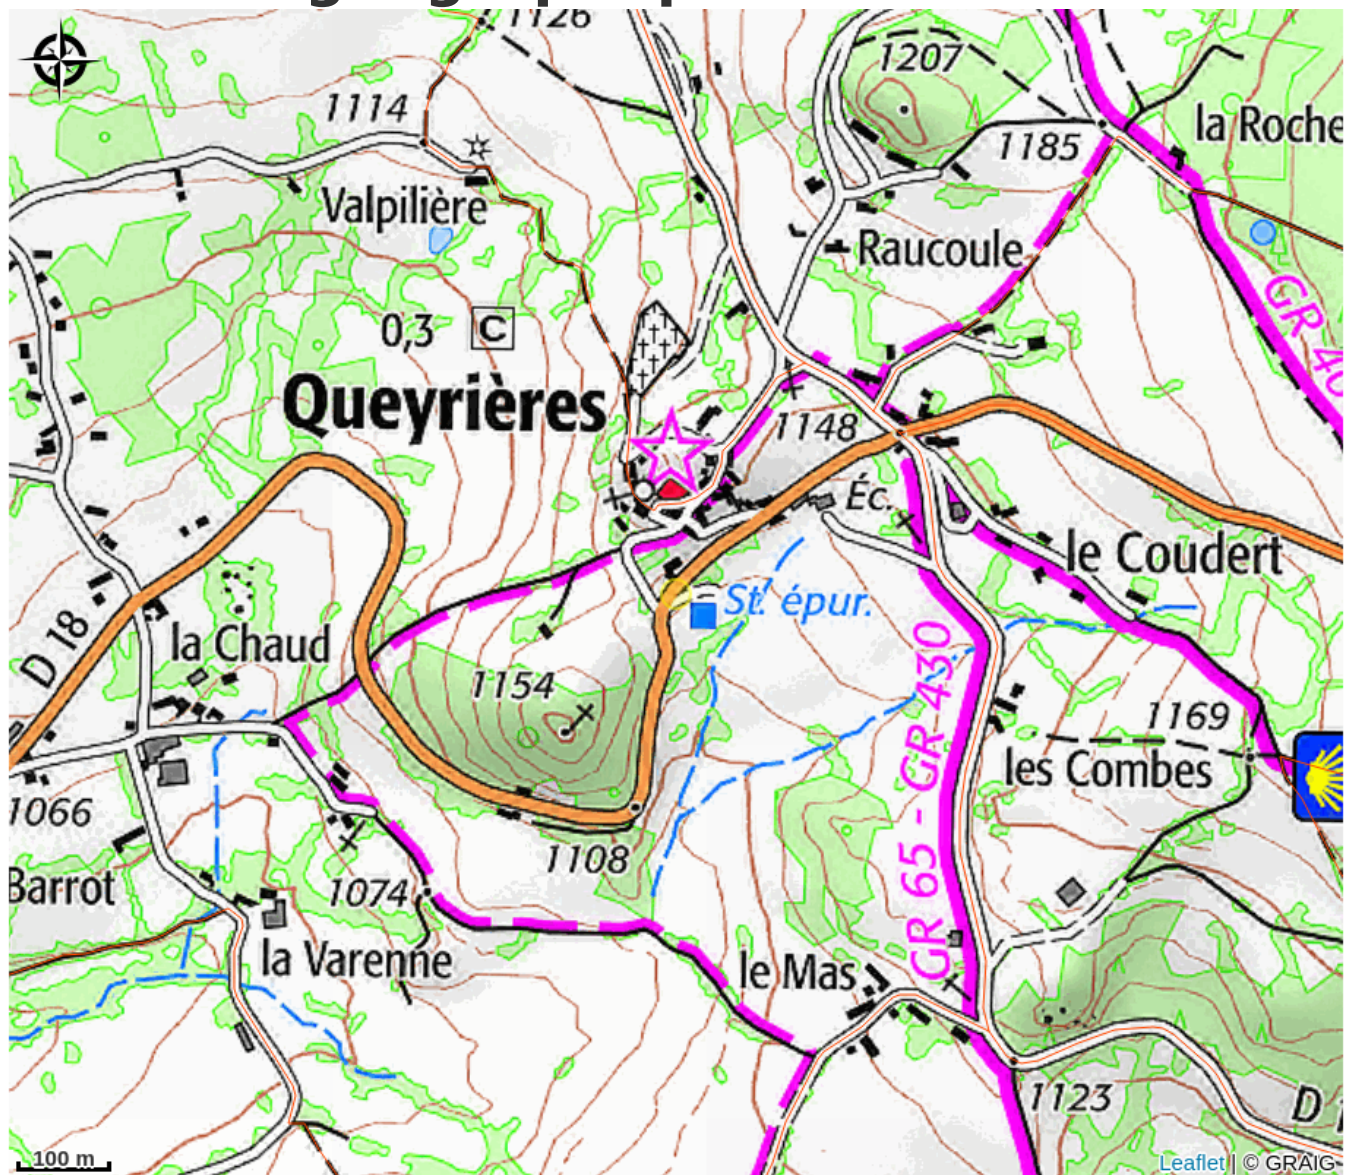 1126
1207
1114
1185
la Roche
Valpilière
Raucoule
0,3 C
GR 40
Queyrières
1148
Éc.
le Coudert
St. épur.
D 18
la Chaud
GR 65 - GR 430
1154
1169
les Combes
1066
1108
Barrot
1074
la Varenne
le Mas
1123
D
100 m
Leaflet | © GRAIG